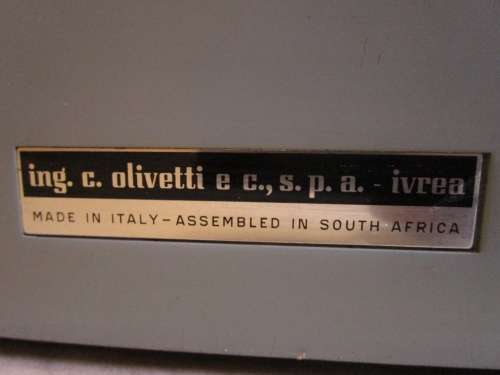 ing. c. olivetti e c., s. p. a. - ivrea
MADE IN ITALY - ASSEMBLED IN SOUTH AFRICA